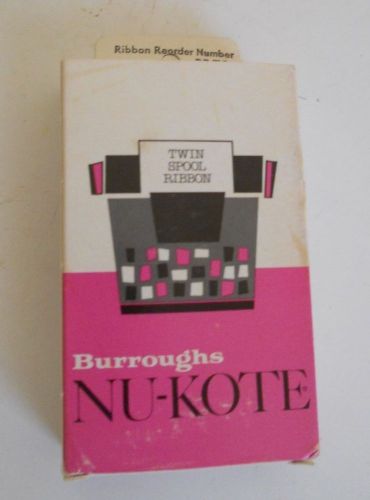 Ribbon Reorder Number
TWIN
SPOOL
RIBBON
Burroughs
NU-KOTE